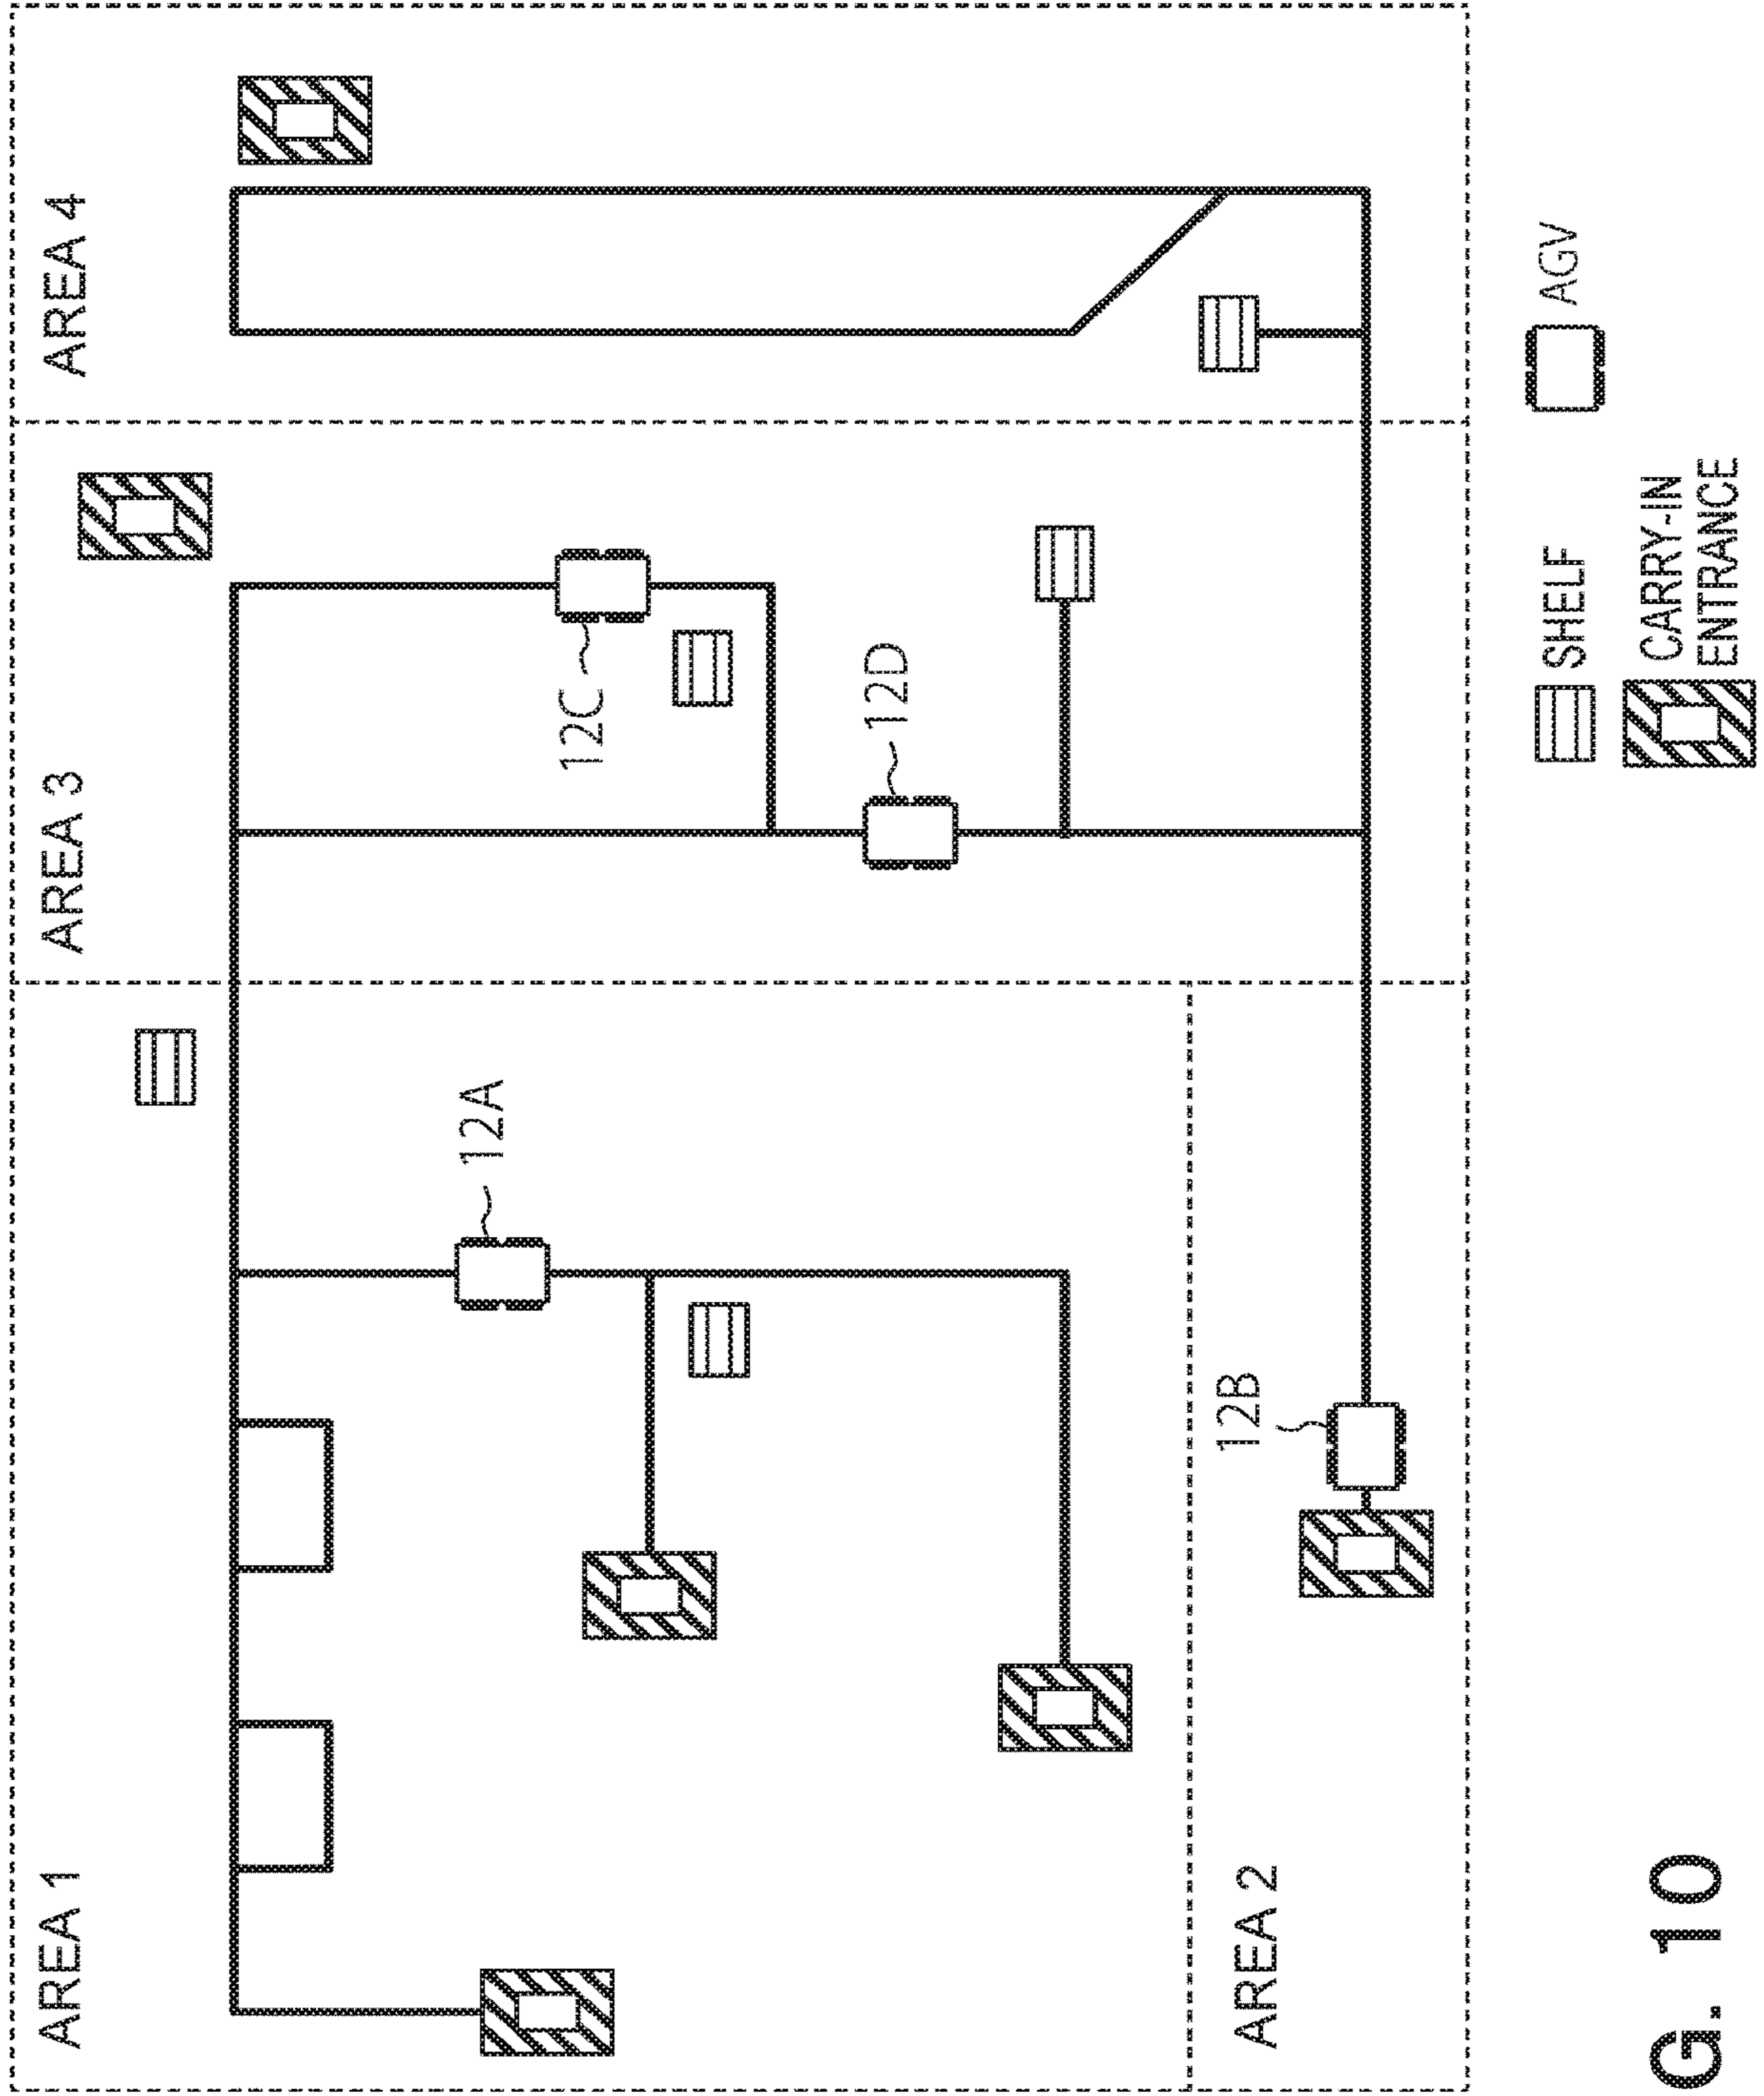 AREA 1
AREA 3
AREA 4
12A
12C
12D
AREA 2
12B
SHELF
AGV
CARRY-IN
ENTRANCE
G. 10